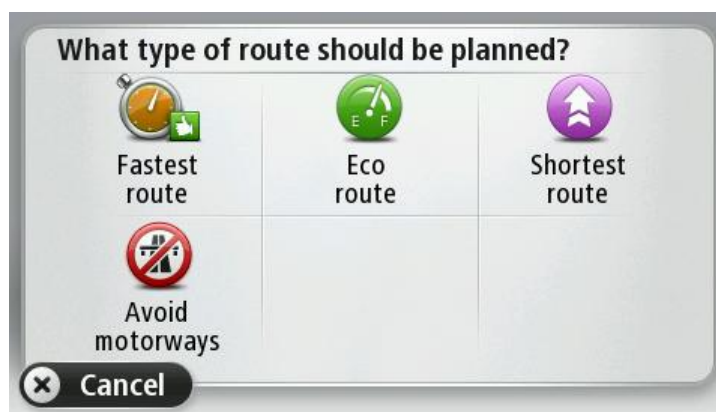 What type of route should be planned?
E F
Fastest
route
Eco
route
Shortest
route
Avoid
motorways
Cancel